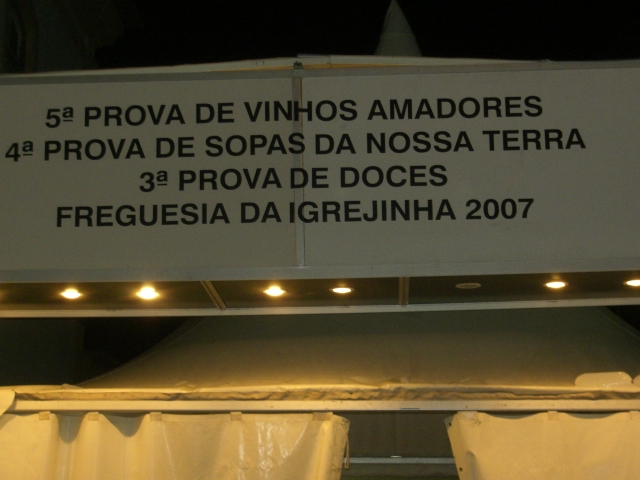 5ª PROVA DE VINHOS AMADORES
4ª PROVA DE SOPAS DA NOSSA TERRA
3ª PROVA DE DOCES
FREGUESIA DA IGREJINHA 2007